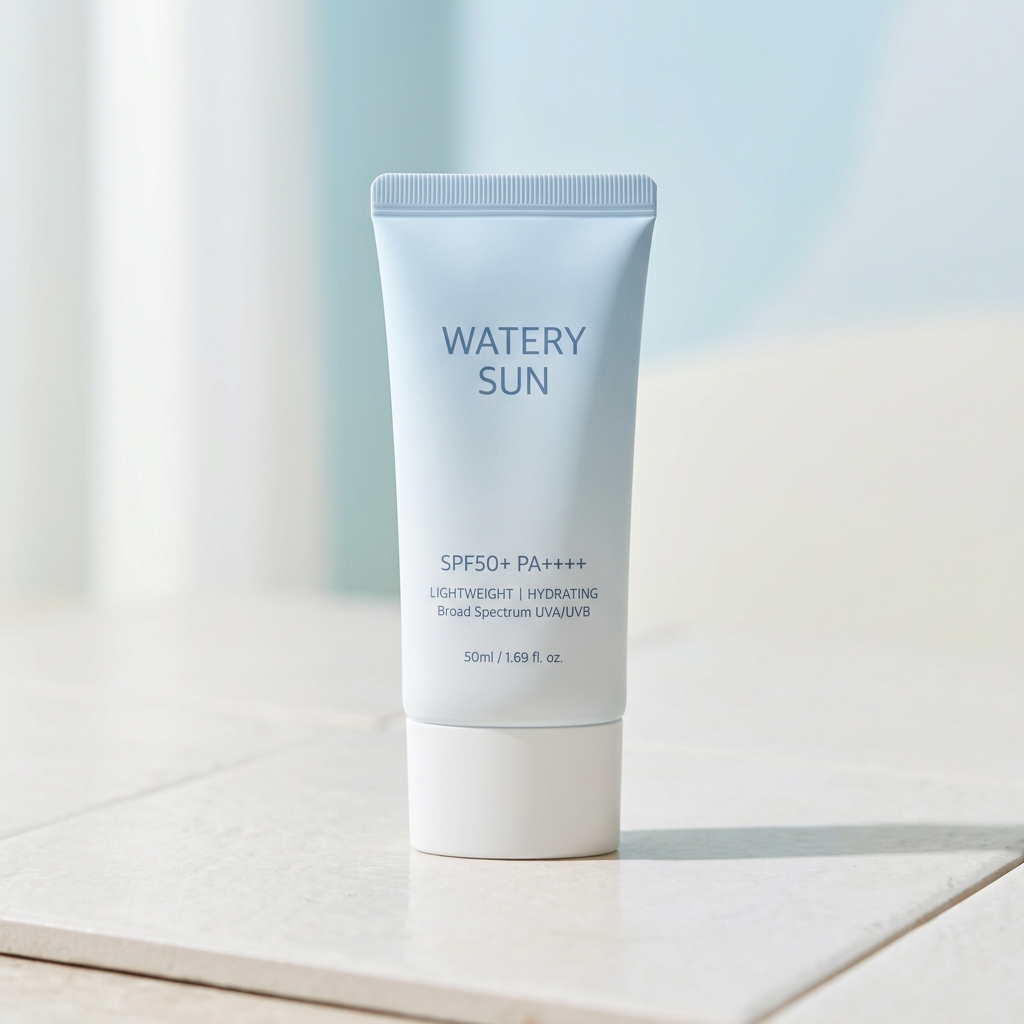 WATERY
SUN
SPF50+ PA++++
LIGHTWEIGHT | HYDRATING
Broad Spectrum UVA/UVB
50ml / 1.69 fl. oz.